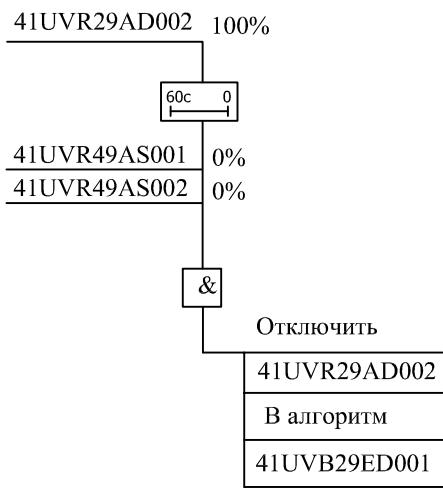 41UVR29AD002 100%
60с 0
41UVR49AS001 0%
41UVR49AS002 0%
&
Отключить
41UVR29AD002
В алгоритм
41UVB29ED001